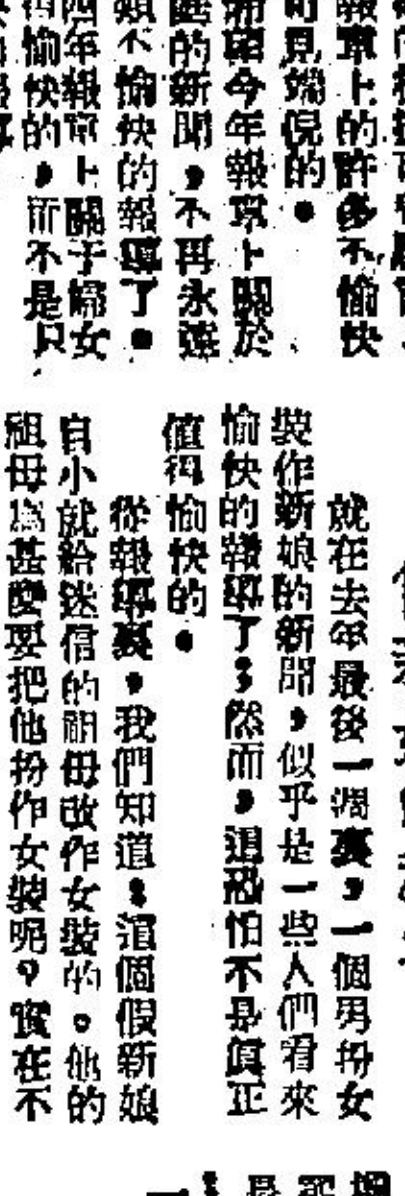 報章上的許多不愉快
可見端倪的。
希望今年報章上關於
的新聞,不再永遠
不愉快的報導了。
年報章上關于婦女
愉快的,而不是只
就在去年最後一週裏,一個男扮女
裝作新娘的新聞,似乎是一些人們看來
愉快的報導了;然而,這恐怕不是眞正
值得愉快的。
從報導裏,我們知道:這個假新娘
自小就給迷信的祖母改作女裝的。他的
祖母爲甚麼要把他扮作女裝呢?實在不